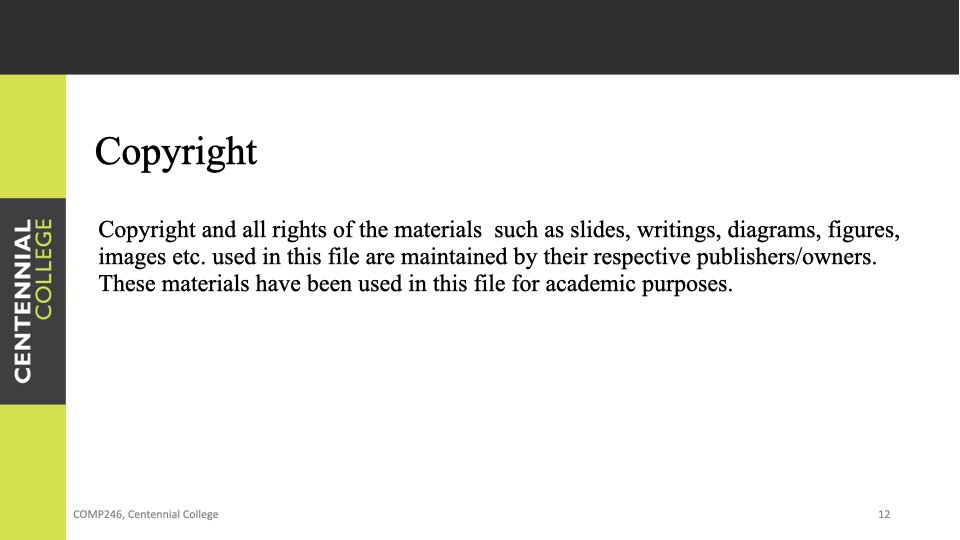 Copyright
Copyright and all rights of the materials  such as slides, writings, diagrams, figures,
images etc. used in this file are maintained by their respective publishers/owners.
These materials have been used in this file for academic purposes.
CENTENNIAL
COLLEGE
COMP246, Centennial College
12